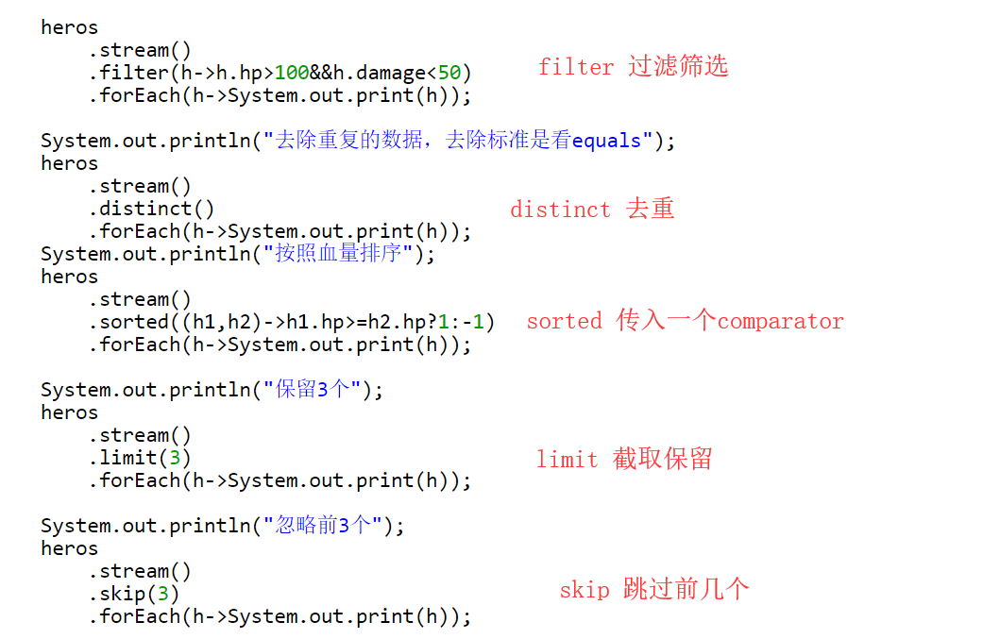 heros
.stream()
.filter(h->h.hp>100&&h.damage<50)
filter 过滤筛选
.forEach(h->System.out.print(h));
System.out.println("去除重复的数据，去除标准是看equals");
heros
.stream()
.distinct()
distinct 去重
.forEach(h->System.out.print(h));
System.out.println("按照血量排序");
heros
.stream()
.sorted((h1,h2)->h1.hp>=h2.hp?1:-1)
sorted 传入一个comparator
.forEach(h->System.out.print(h));
System.out.println("保留3个");
heros
.stream()
.limit(3)
limit 截取保留
.forEach(h->System.out.print(h));
System.out.println("忽略前3个");
heros
.stream()
.skip(3)
skip 跳过前几个
.forEach(h->System.out.print(h));